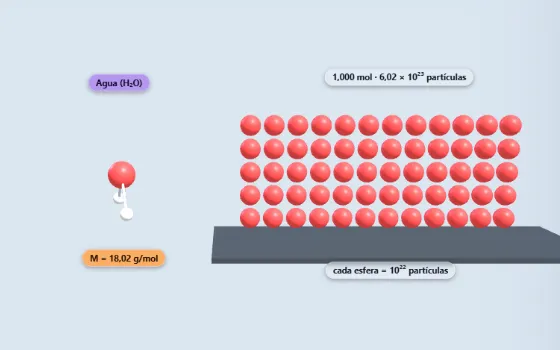 Agua (H₂O)
1,000 mol · 6,02 × 10²³ partículas
M = 18,02 g/mol
cada esfera = 10²² partículas